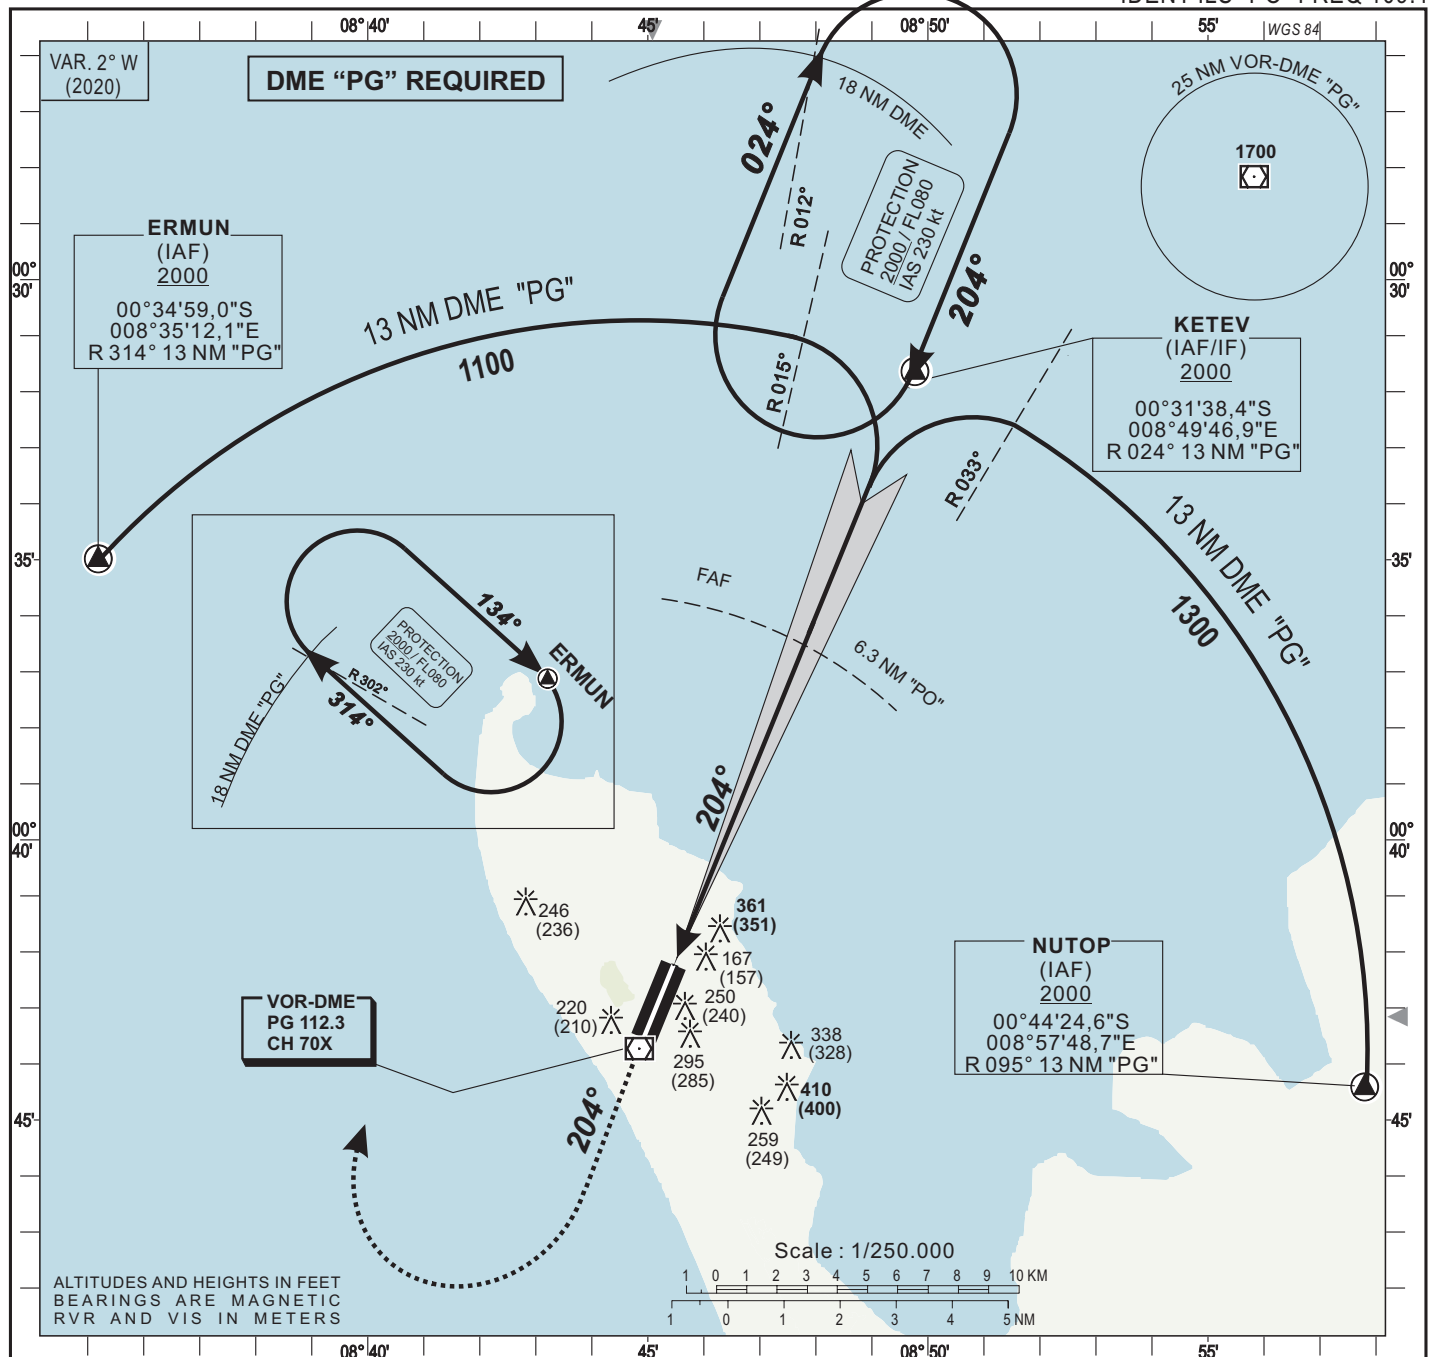 08°40'
45'
08°50'
55'
WGS 84
VAR. 2° W
(2020)
DME “PG” REQUIRED
18 NM DME
25 NM VOR-DME "PG"
1700
024°
R 012°
PROTECTION
2000 / FL080
IAS 230 kt
204°
ERMUN
(IAF)
2000
00°34'59,0"S
008°35'12,1"E
R 314° 13 NM "PG"
00°
30'
00°
30'
13 NM DME "PG"
1100
R 015°
KETEV
(IAF/IF)
2000
00°31'38,4"S
008°49'46,9"E
R 024° 13 NM "PG"
R 033°
13 NM DME "PG"
1300
35'
35'
FAF
6.3 NM "PO"
134°
PROTECTION
2000 / FL080
IAS 230 kt
ERMUN
R 302°
314°
18 NM DME "PG"
204°
00°
40'
00°
40'
246
(236)
361
(351)
167
(157)
250
(240)
220
(210)
295
(285)
338
(328)
410
(400)
259
(249)
VOR-DME
PG 112.3
CH 70X
NUTOP
(IAF)
2000
00°44'24,6"S
008°57'48,7"E
R 095° 13 NM "PG"
204°
45'
45'
Scale : 1/250.000
1 0 1 2 3 4 5 6 7 8 9 10 KM
1 0 1 2 3 4 5 NM
ALTITUDES AND HEIGHTS IN FEET
BEARINGS ARE MAGNETIC
RVR AND VIS IN METERS
08°40'
45'
08°50'
55'